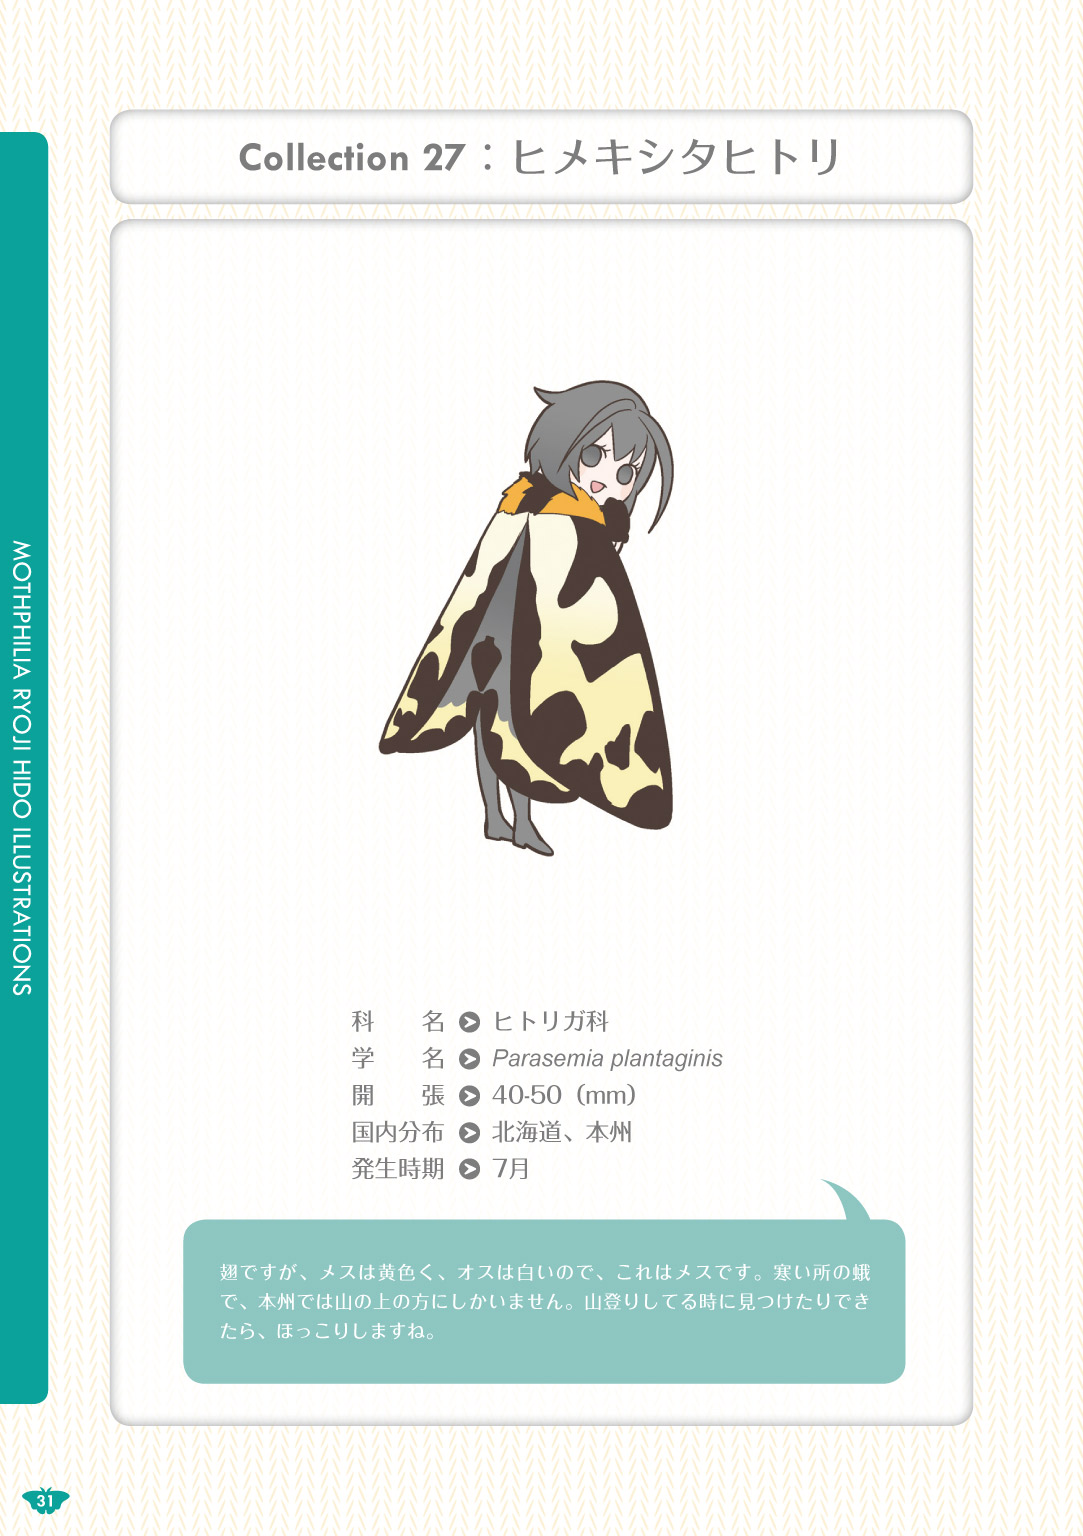 Collection 27：ヒメキシタヒトリ
MOTHPHILIA RYOJI HIDO ILLUSTRATIONS
科　　名 ヒトリガ科
学　　名 Parasemia plantaginis
開　　張 40-50（mm）
国内分布 北海道、本州
発生時期 7月
翅ですが、メスは黄色く、オスは白いので、これはメスです。寒い所の蛾
で、本州では山の上の方にしかいません。山登りしてる時に見つけたりでき
たら、ほっこりしますね。
31